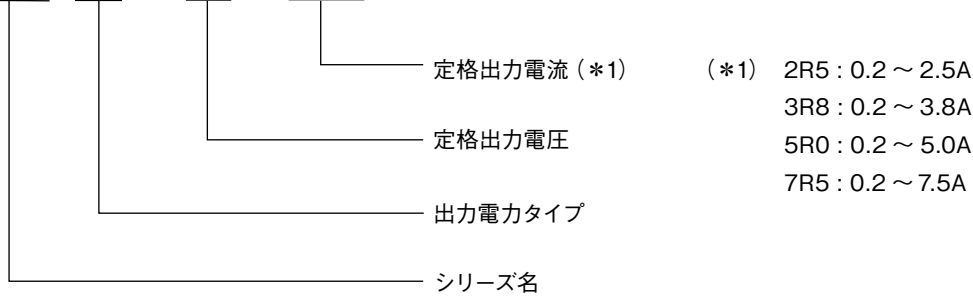 定格出力電流（＊1） （＊1） 2R5 : 0.2 ～ 2.5A
3R8 : 0.2 ～ 3.8A
定格出力電圧
5R0 : 0.2 ～ 5.0A
7R5 : 0.2 ～ 7.5A
出力電力タイプ
シリーズ名